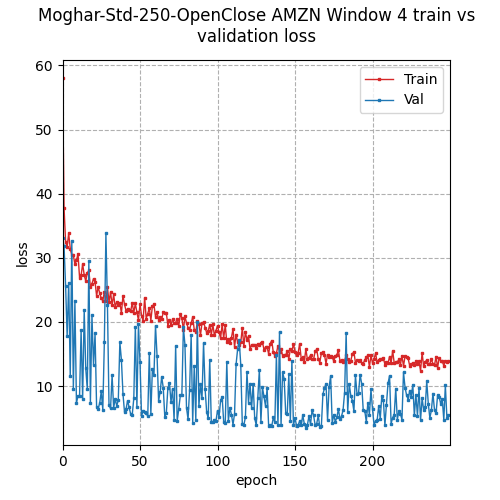 Moghar-Std-250-OpenClose AMZN Window 4 train vs
validation loss
60
50
40
30
20
10
loss
Train
Val
0
50
100
150
200
epoch